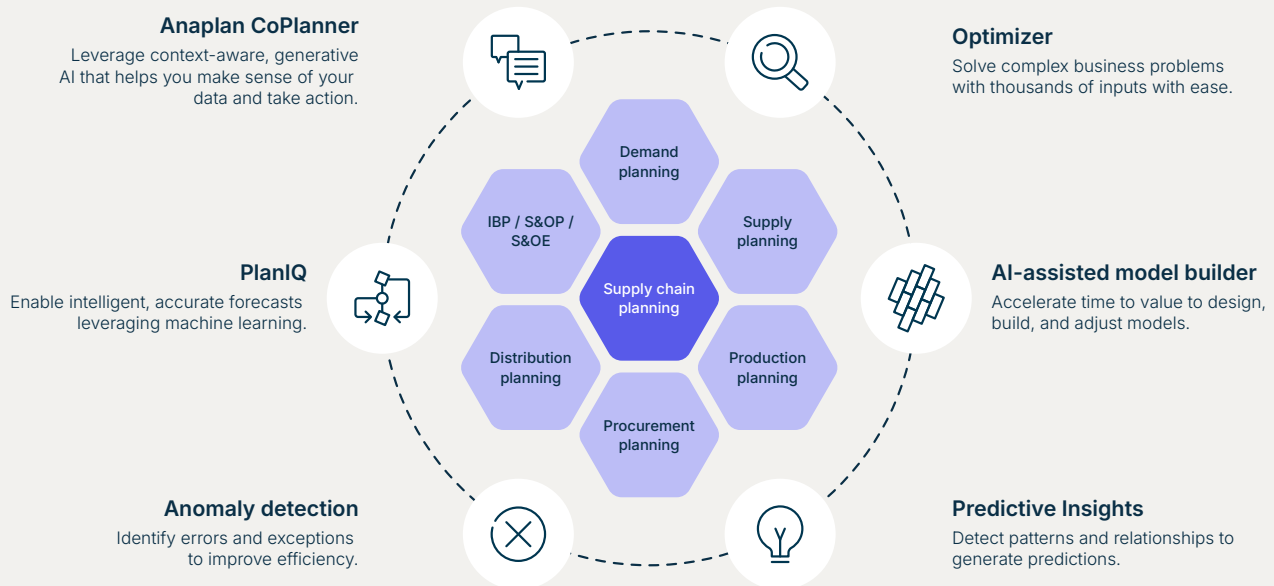 Anaplan CoPlanner
Leverage context-aware, generative
AI that helps you make sense of your
data and take action.
Optimizer
Solve complex business problems
with thousands of inputs with ease.
Demand
planning
IBP / S&OP /
S&OE
Supply
planning
PlanIQ
Enable intelligent, accurate forecasts
leveraging machine learning.
Supply chain
planning
AI-assisted model builder
Accelerate time to value to design,
build, and adjust models.
Distribution
planning
Production
planning
Procurement
planning
Anomaly detection
Identify errors and exceptions
to improve efficiency.
Predictive Insights
Detect patterns and relationships to
generate predictions.